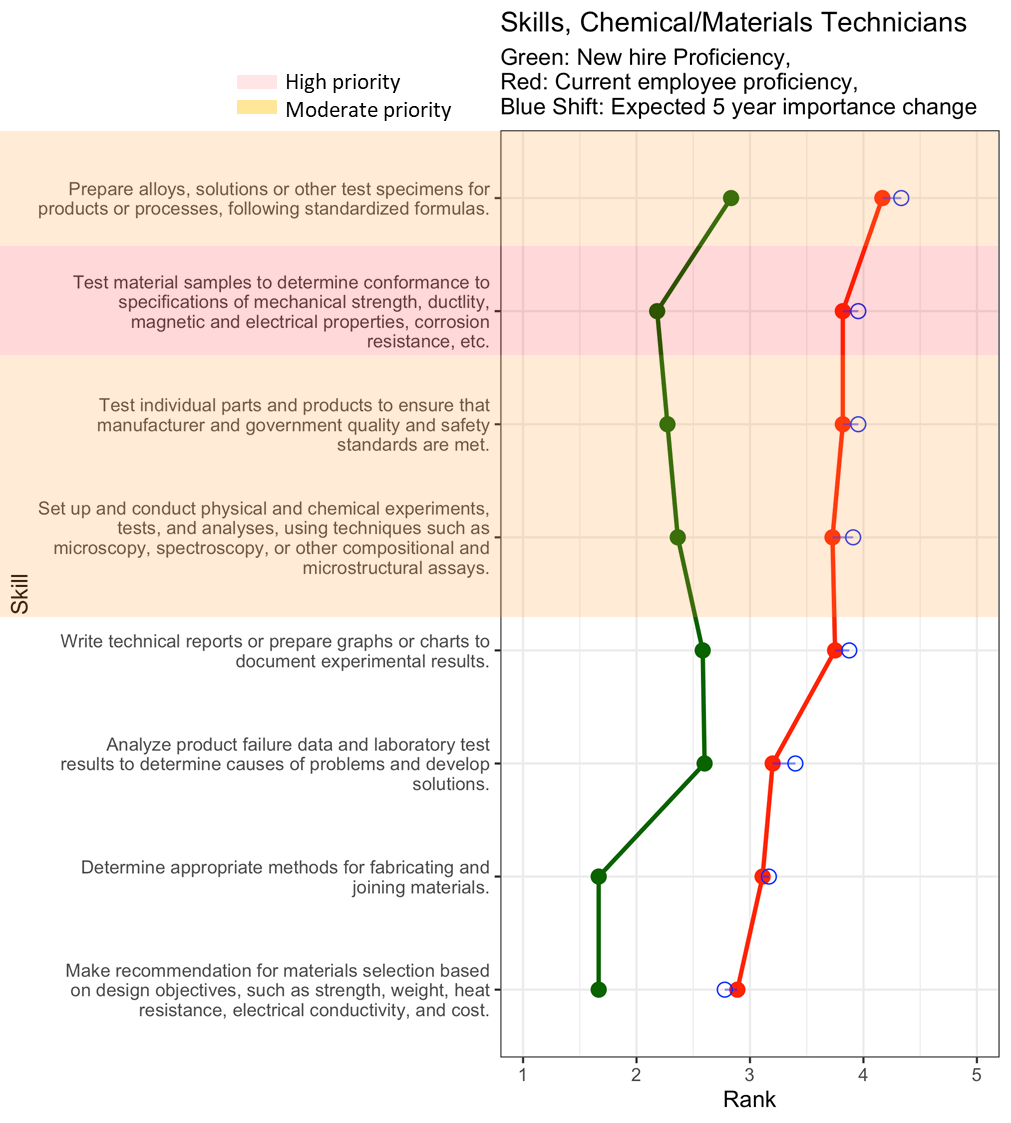 Skills, Chemical/Materials Technicians
Green: New hire Proficiency,
Red: Current employee proficiency,
Blue Shift: Expected 5 year importance change
High priority
Moderate priority
Prepare alloys, solutions or other test specimens for
products or processes, following standardized formulas.
Test material samples to determine conformance to
specifications of mechanical strength, ductlity,
magnetic and electrical properties, corrosion
resistance, etc.
Test individual parts and products to ensure that
manufacturer and government quality and safety
standards are met.
Set up and conduct physical and chemical experiments,
tests, and analyses, using techniques such as
microscopy, spectroscopy, or other compositional and
microstructural assays.
Skill
Write technical reports or prepare graphs or charts to
document experimental results.
Analyze product failure data and laboratory test
results to determine causes of problems and develop
solutions.
Determine appropriate methods for fabricating and
joining materials.
Make recommendation for materials selection based
on design objectives, such as strength, weight, heat
resistance, electrical conductivity, and cost.
1 2 3 4 5
Rank